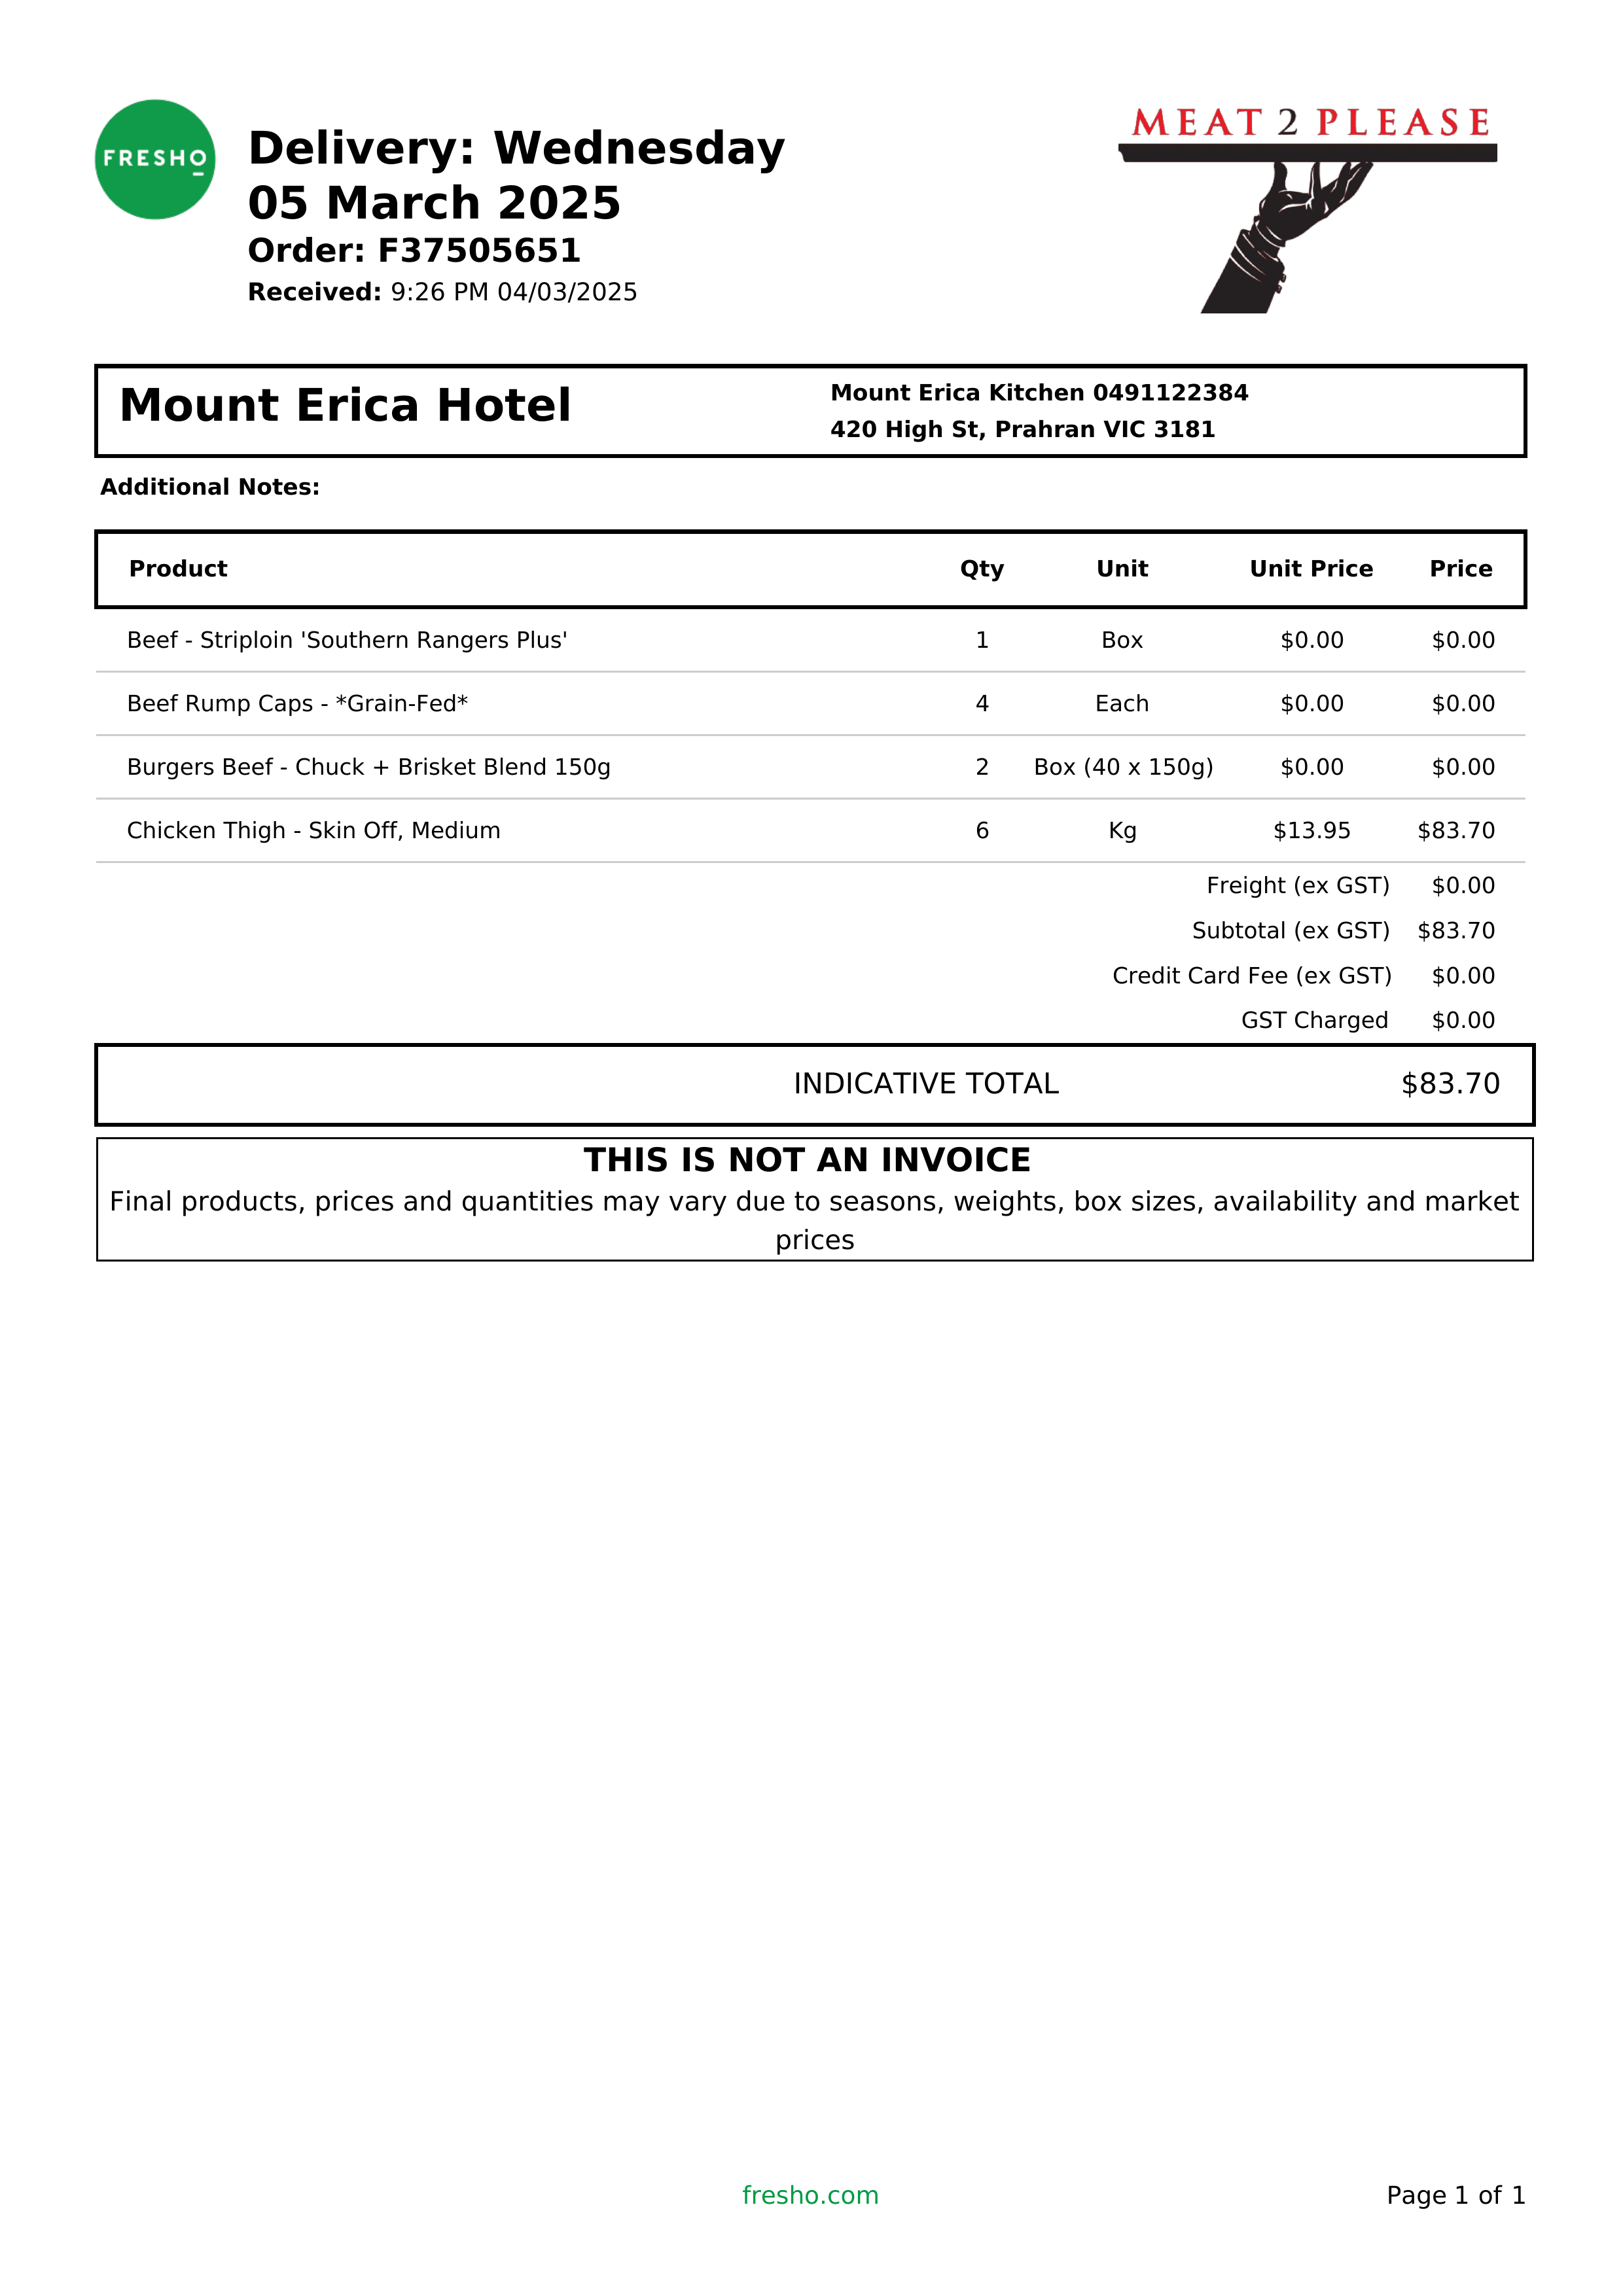 FRESHO
Delivery: Wednesday
05 March 2025
Order: F37505651
Received: 9:26 PM 04/03/2025
MEAT 2 PLEASE
Mount Erica Hotel
Mount Erica Kitchen 0491122384
420 High St, Prahran VIC 3181
Additional Notes:
Product Qty Unit Unit Price Price
Beef - Striploin 'Southern Rangers Plus' 1 Box $0.00 $0.00
Beef Rump Caps - *Grain-Fed* 4 Each $0.00 $0.00
Burgers Beef - Chuck + Brisket Blend 150g 2 Box (40 x 150g) $0.00 $0.00
Chicken Thigh - Skin Off, Medium 6 Kg $13.95 $83.70
Freight (ex GST) $0.00
Subtotal (ex GST) $83.70
Credit Card Fee (ex GST) $0.00
GST Charged $0.00
INDICATIVE TOTAL $83.70
THIS IS NOT AN INVOICE
Final products, prices and quantities may vary due to seasons, weights, box sizes, availability and market
prices
fresho.com
Page 1 of 1